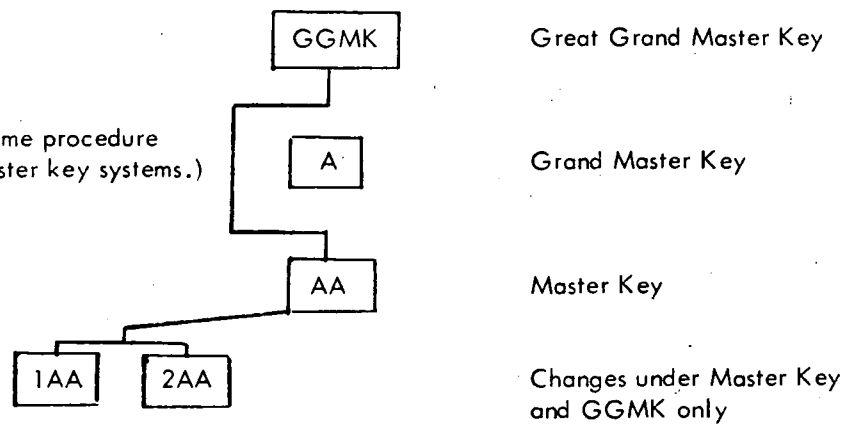 GGMK Great Grand Master Key
me procedure
ster key systems.)
A Grand Master Key
AA Master Key
1AA 2AA Changes under Master Key
and GGMK only